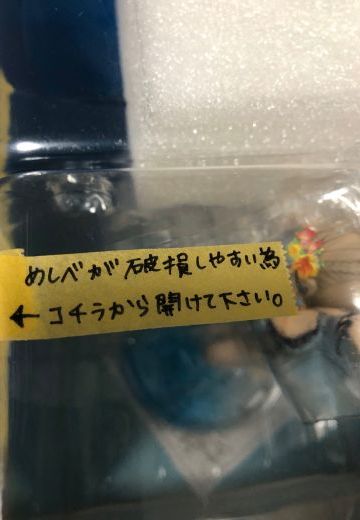 めしべが破損しやすい為
← コチラから開けて下さい。